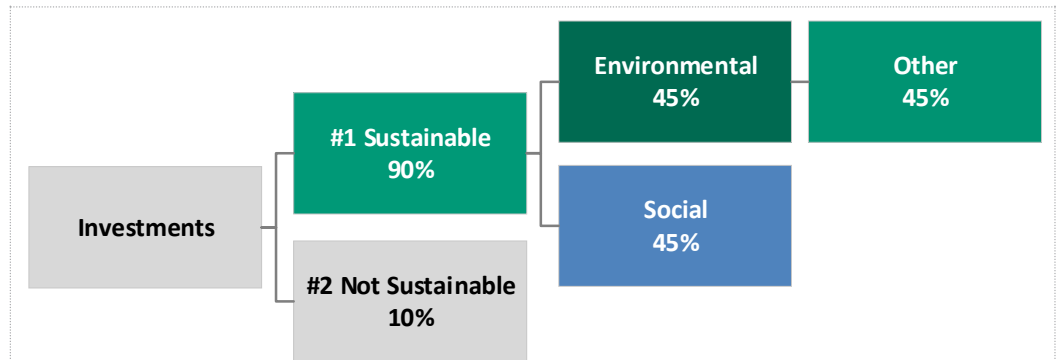 Investments
#1 Sustainable
90%
#2 Not Sustainable
10%
Environmental
45%
Social
45%
Other
45%